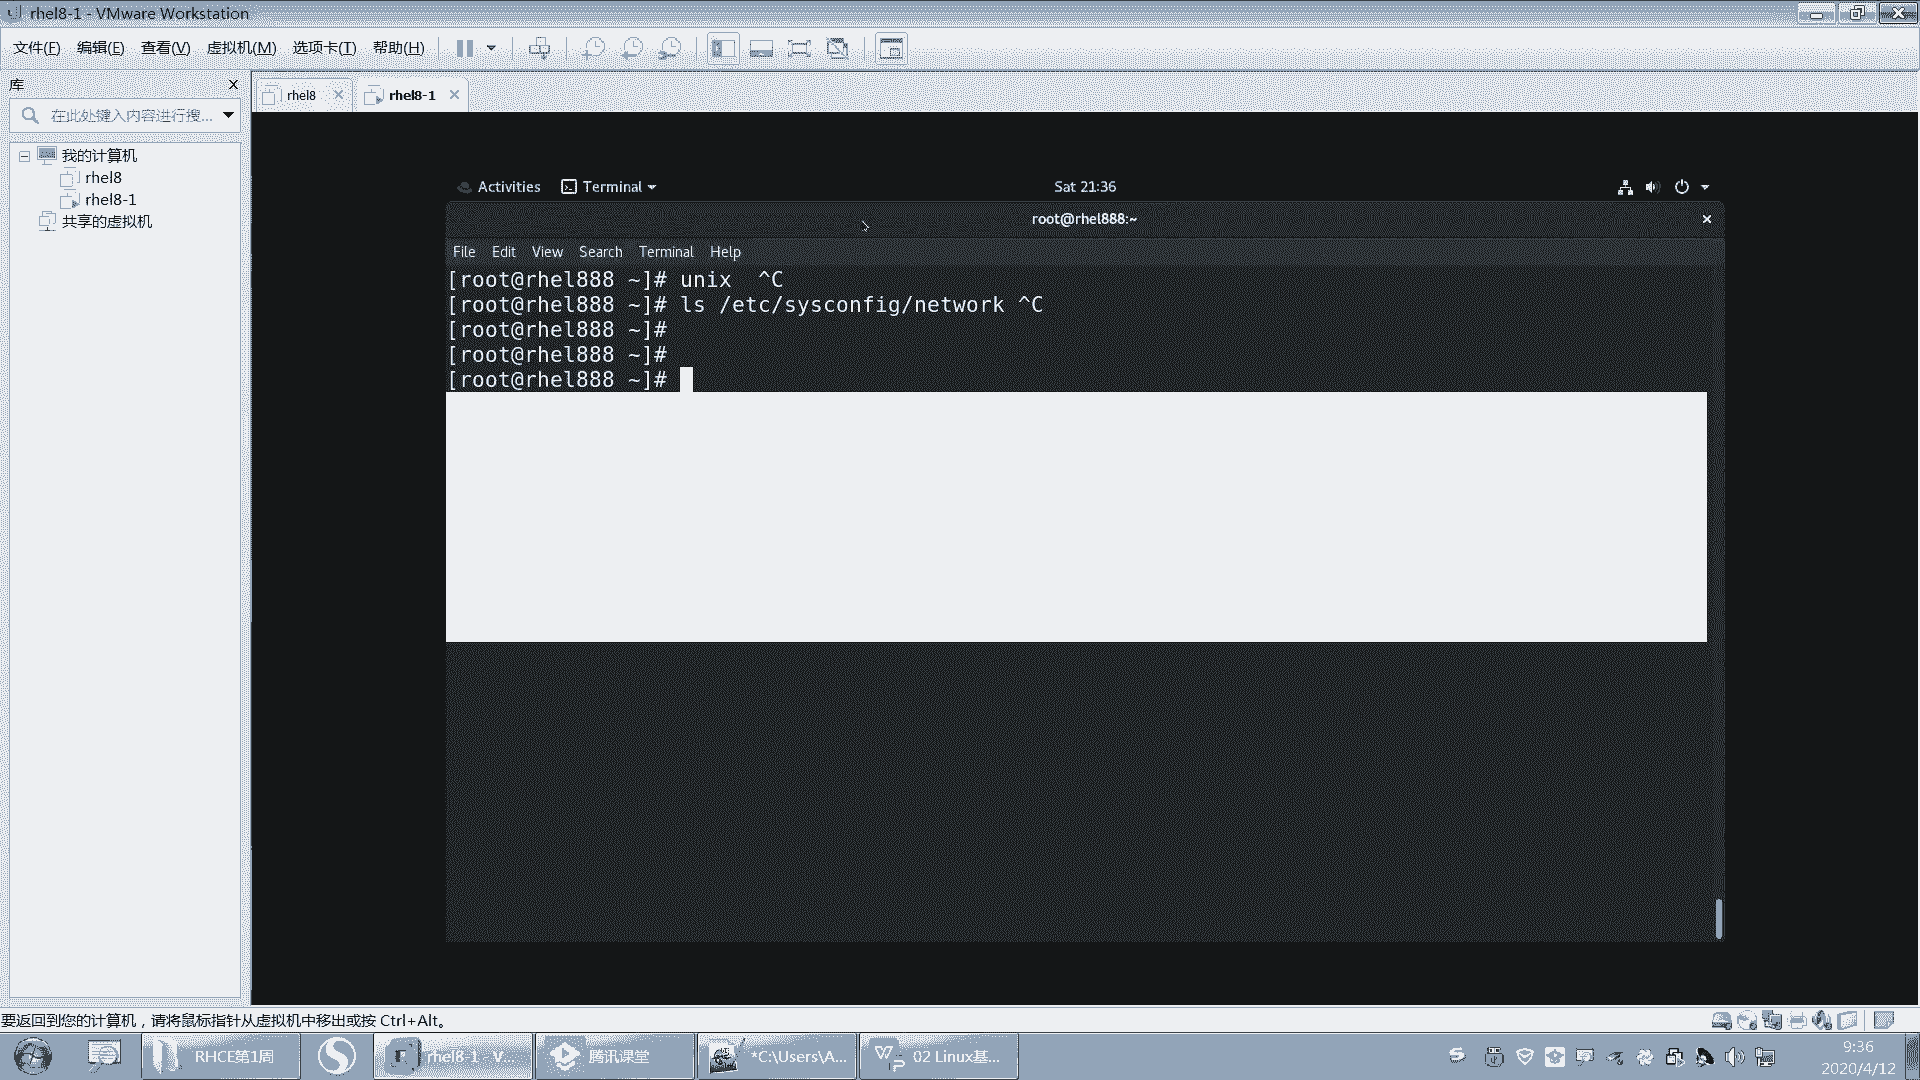 rhel8-1 - VMware Workstation
文件(F) 编辑(E) 查看(V) 虚拟机(M) 选项卡(T) 帮助(H)
库
在此处键入内容进行搜...
我的计算机
rhel8
rhel8-1
共享的虚拟机
rhel8
rhel8-1
Activities Terminal Sat 21:36
root@rhel888:~
File Edit View Search Terminal Help
[root@rhel888 ~]# unix  ^C
[root@rhel888 ~]# ls /etc/sysconfig/network ^C
[root@rhel888 ~]#
[root@rhel888 ~]#
[root@rhel888 ~]#
要返回到您的计算机，请将鼠标指针从虚拟机中移出或按 Ctrl+Alt。
RHCE第1周 rhel8-1 - V... 腾讯课堂 *C:\Users\A... 02 Linux基...
9:36
2020/4/12